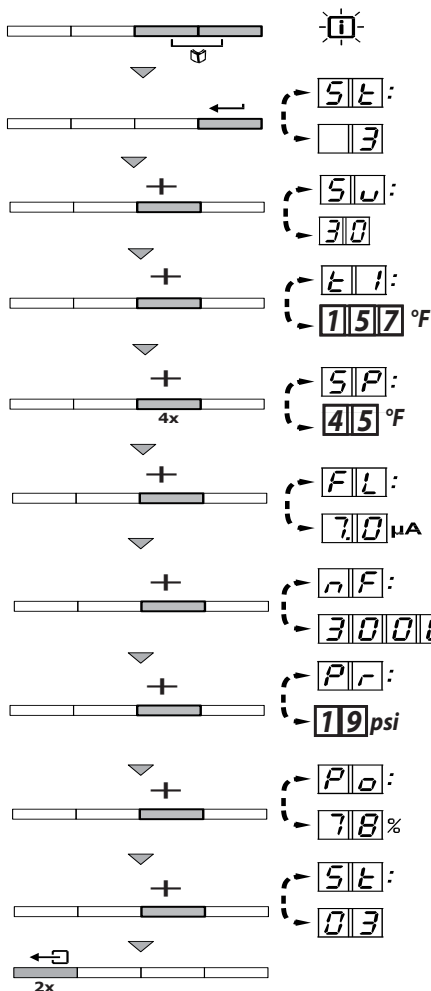 i
St:
3
Su:
30
t1:
157 °F
SP:
45 °F
4x
FL:
7.0 µA
nF:
Pr:
19 psi
Po:
78 %
St:
03
2x